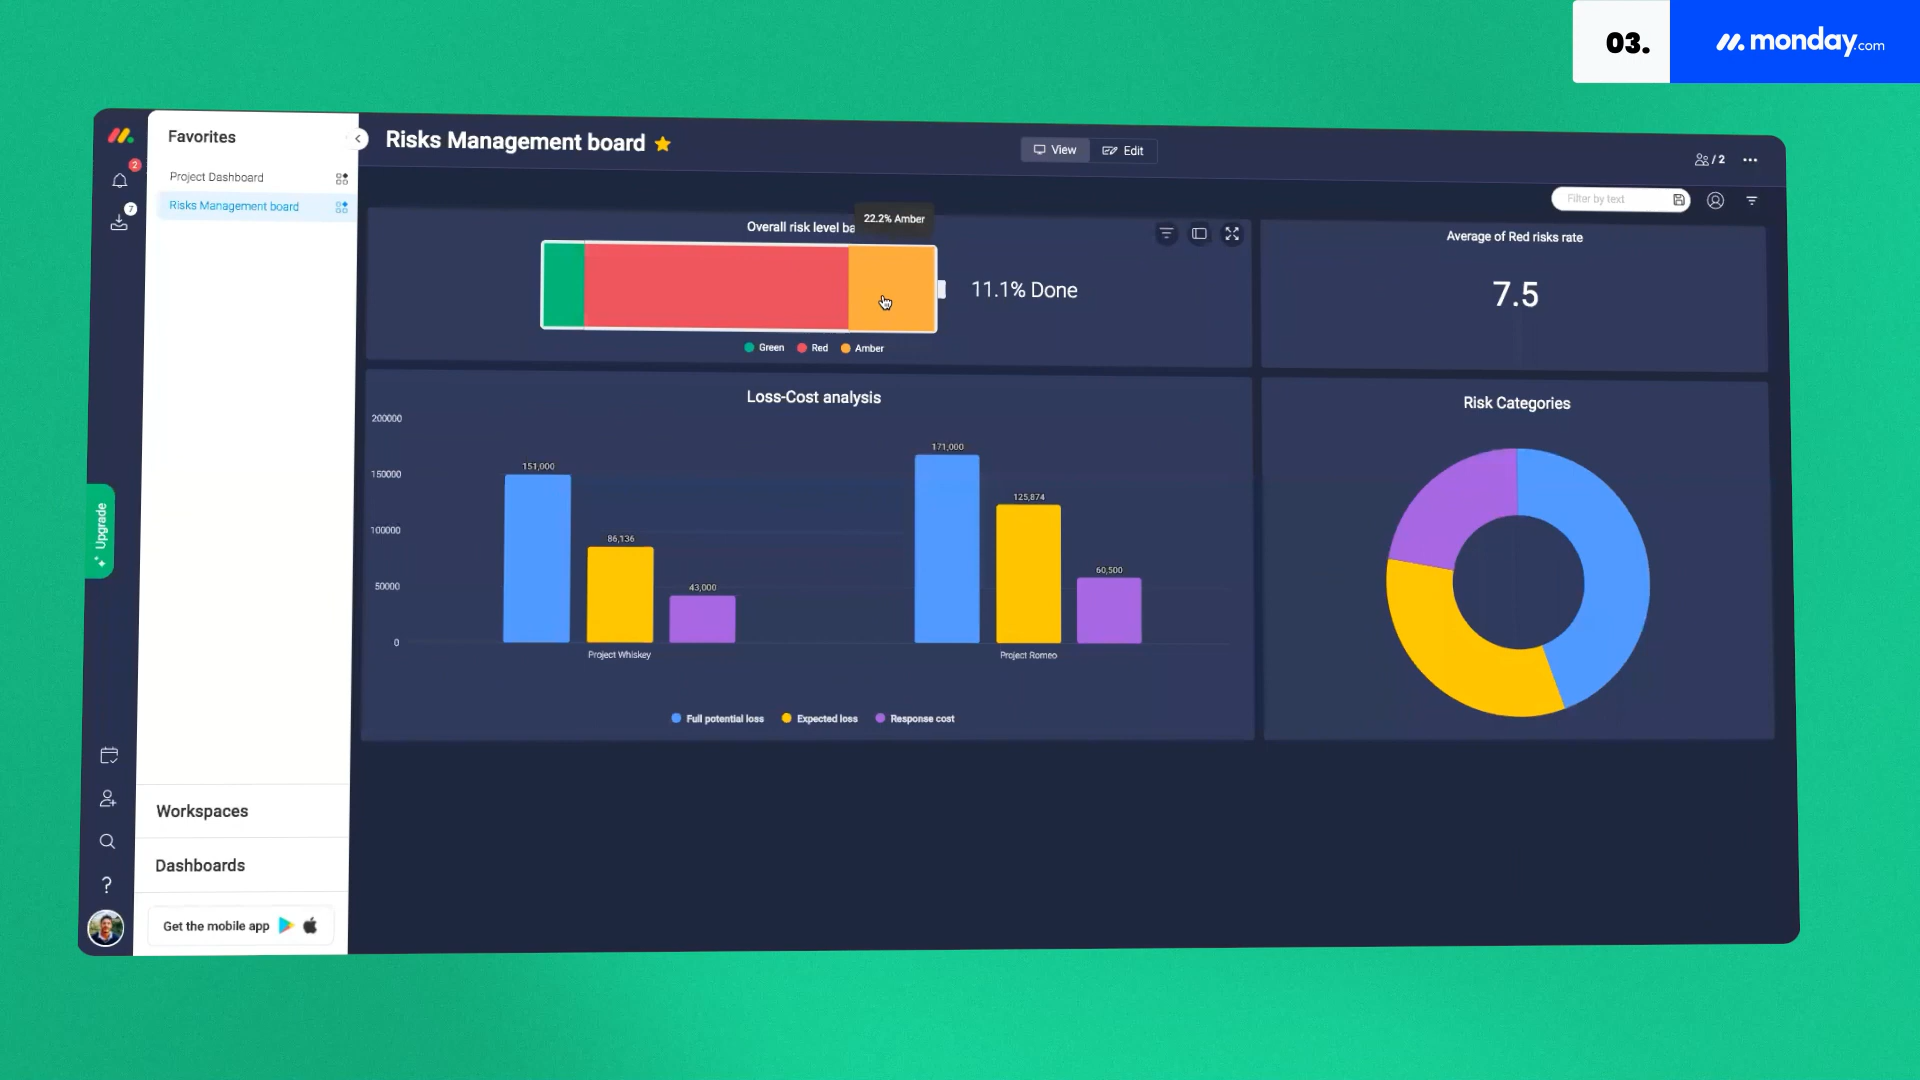 03.
monday.com
Favorites
Project Dashboard
Risks Management board
Workspaces
Dashboards
Get the mobile app
2
7
Upgrade
?
Risks Management board
View
Edit
/ 2
Filter by text
Overall risk level ba
22.2% Amber
11.1% Done
Green
Red
Amber
Average of Red risks rate
7.5
Loss-Cost analysis
200000
150000
100000
50000
0
151,000
86,136
43,000
171,000
125,874
60,500
Project Whiskey
Project Romeo
Full potential loss
Expected loss
Response cost
Risk Categories